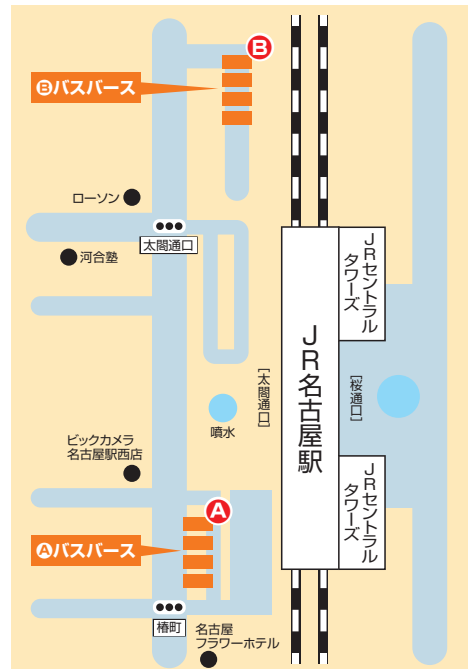 B
Bバスバース
ローソン
太閤通口
河合塾
JRセントラル
タワーズ
JR名古屋駅
[太閤通口]
[桜通口]
噴水
ビックカメラ
名古屋駅西店
JRセントラル
タワーズ
A
Aバスバース
椿町
名古屋
フラワーホテル